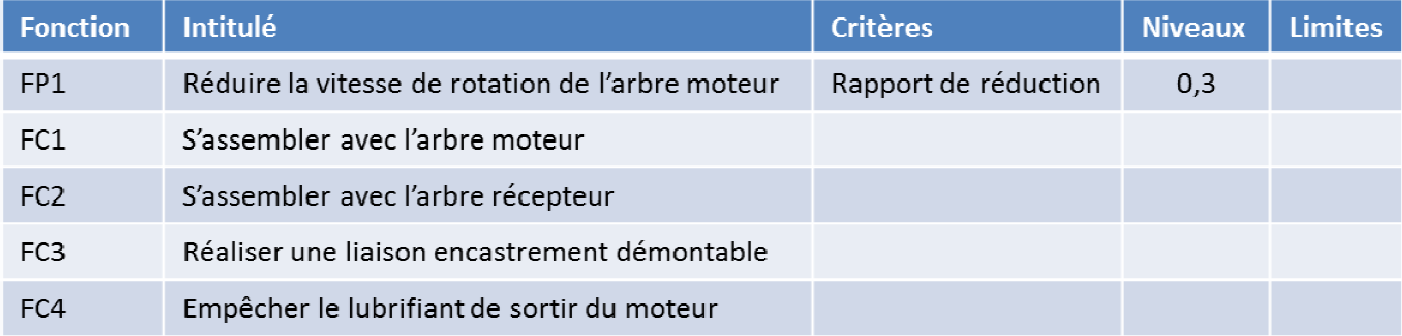 Fonction Intitulé Critères Niveaux Limites
FP1 Réduire la vitesse de rotation de l’arbre moteur Rapport de réduction 0,3
FC1 S’assembler avec l’arbre moteur
FC2 S’assembler avec l’arbre récepteur
FC3 Réaliser une liaison encastrement démontable
FC4 Empêcher le lubrifiant de sortir du moteur